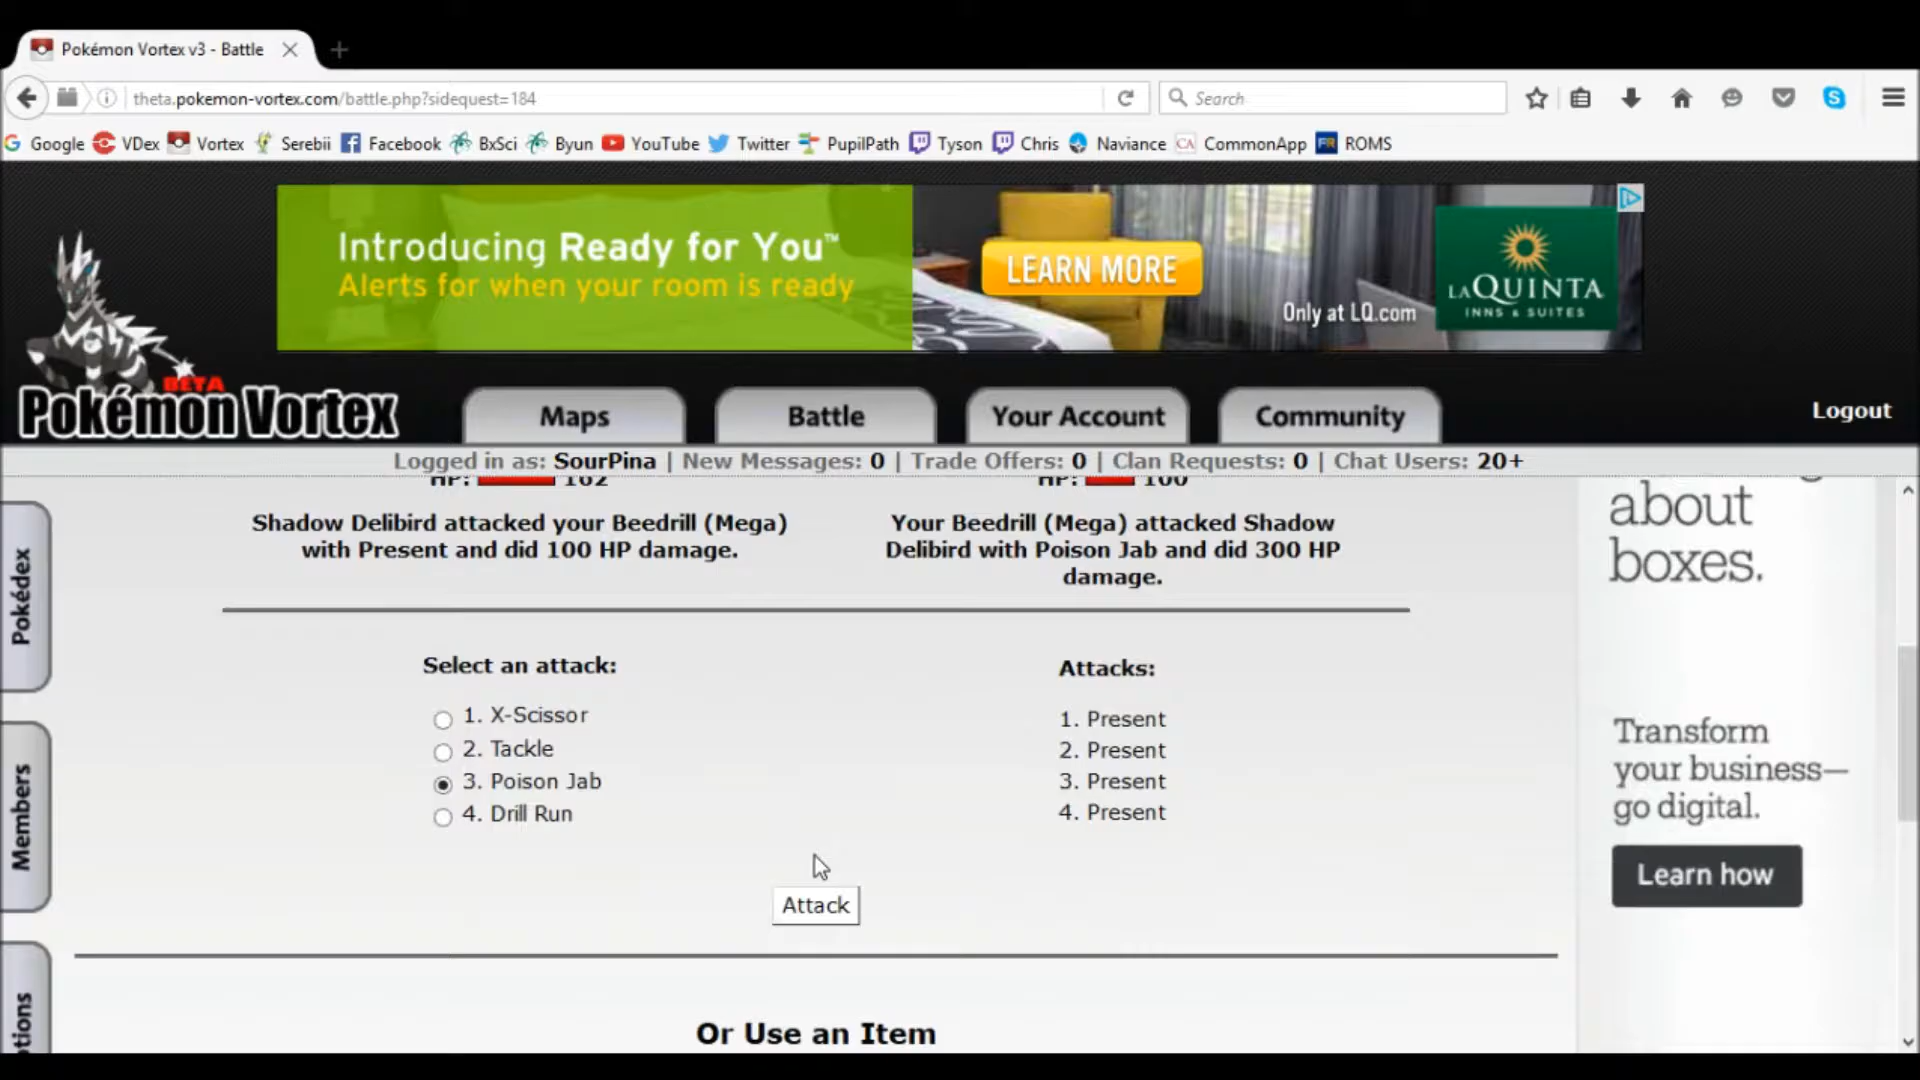 Pokémon Vortex v3 - Battle
theta.pokemon-vortex.com/battle.php?sidequest=184
Search
Google VDex Vortex Serebii Facebook BxSci Byun YouTube Twitter PupilPath Tyson Chris Naviance CA CommonApp FR ROMS
Introducing Ready for You™
Alerts for when your room is ready
LEARN MORE
Only at LQ.com
LAQUINTA
INNS & SUITES
BETA
Pokémon Vortex
Maps
Battle
Your Account
Community
Logout
Logged in as: SourPina | New Messages: 0 | Trade Offers: 0 | Clan Requests: 0 | Chat Users: 20+
HP: 162
HP: 100
Shadow Delibird attacked your Beedrill (Mega)
with Present and did 100 HP damage.
Your Beedrill (Mega) attacked Shadow
Delibird with Poison Jab and did 300 HP
damage.
Select an attack:
1. X-Scissor
2. Tackle
3. Poison Jab
4. Drill Run
Attacks:
1. Present
2. Present
3. Present
4. Present
Attack
Or Use an Item
Pokédex
Members
about
boxes.
Transform
your business—
go digital.
Learn how